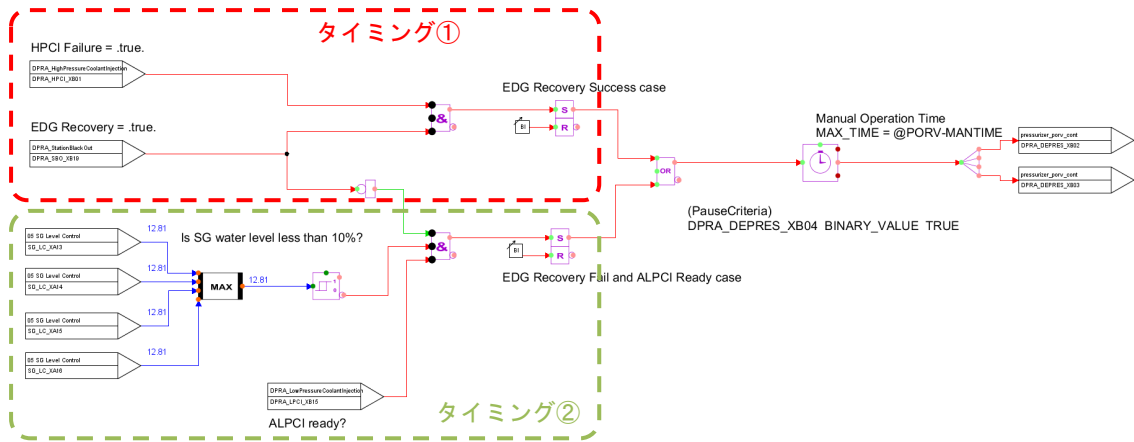 タイミング①
HPCI Failure = .true.
DPRA_HighPressureCoolantInjection
DPRA_HPCI_XB01
EDG Recovery = .true.
DPRA_StationBlackOut
DPRA_SBO_XB19
&
EDG Recovery Success case
S
R
BI
OR
Manual Operation Time
MAX_TIME = @PORV-MANTIME
pressurizer_porv_cont
DPRA_DEPRES_XB02
pressurizer_porv_cont
DPRA_DEPRES_XB03
(PauseCriteria)
DPRA_DEPRES_XB04 BINARY_VALUE TRUE
05 SG Level Control
SG_LC_XAI3
12.81
05 SG Level Control
SG_LC_XAI4
12.81
05 SG Level Control
SG_LC_XAI5
12.81
05 SG Level Control
SG_LC_XAI6
12.81
Is SG water level less than 10%?
MAX
12.81
1
0
&
S
R
BI
EDG Recovery Fail and ALPCI Ready case
DPRA_LowPressureCoolantInjection
DPRA_LPCI_XB15
ALPCI ready?
タイミング②